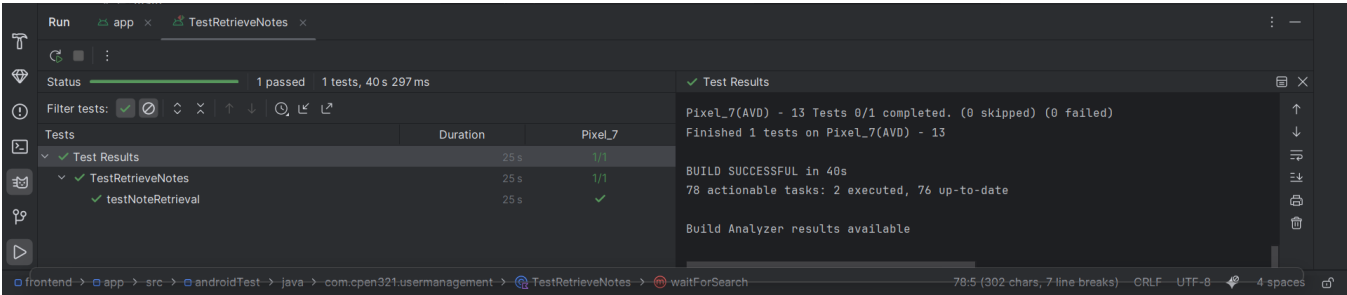 Run app TestRetrieveNotes
Status 1 passed 1 tests, 40 s 297 ms
Filter tests:
Tests Duration Pixel_7
Test Results 25 s 1/1
TestRetrieveNotes 25 s 1/1
testNoteRetrieval 25 s
Test Results
Pixel_7(AVD) - 13 Tests 0/1 completed. (0 skipped) (0 failed)
Finished 1 tests on Pixel_7(AVD) - 13
BUILD SUCCESSFUL in 40s
78 actionable tasks: 2 executed, 76 up-to-date
Build Analyzer results available
frontend > app > src > androidTest > java > com.cpen321.usermanagement > TestRetrieveNotes > waitForSearch 78:5 (302 chars, 7 line breaks) CRLF UTF-8 4 spaces